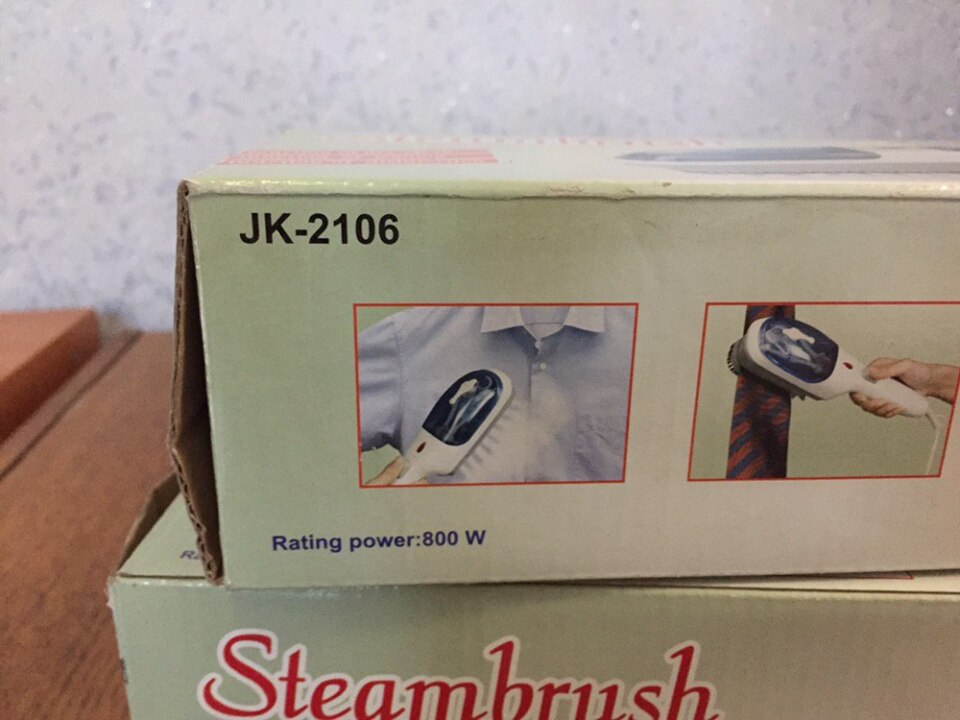 JK-2106
Rating power:800 W
Steambrush